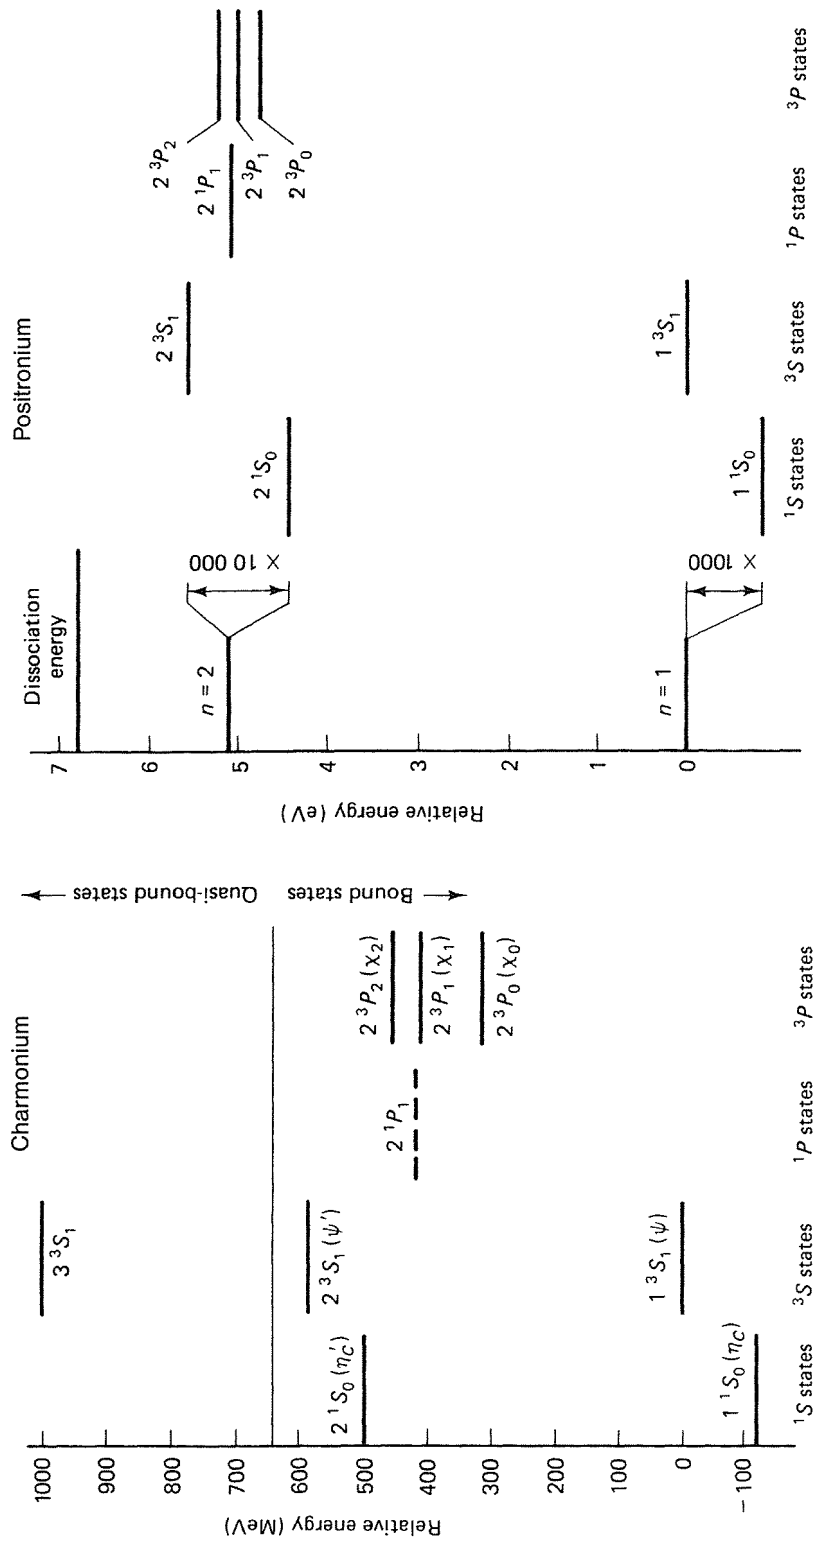 Positronium
Dissociation
energy
7
6
5
4
3
2
1
0
Relative energy (eV)
n = 2
n = 1
× 10 000
× 1000
2 ¹S₀
1 ¹S₀
2 ³S₁
1 ³S₁
2 ³P₂
2 ¹P₁
2 ³P₁
2 ³P₀
¹S states
³S states
¹P states
³P states
Charmonium
1000
900
800
700
600
500
400
300
200
100
0
−100
Relative energy (MeV)
Quasi-bound states
Bound states
3 ³S₁
2 ³S₁ (ψ′)
2 ¹S₀ (η′C)
1 ³S₁ (ψ)
1 ¹S₀ (ηC)
2 ¹P₁
2 ³P₂ (χ₂)
2 ³P₁ (χ₁)
2 ³P₀ (χ₀)
¹S states
³S states
¹P states
³P states